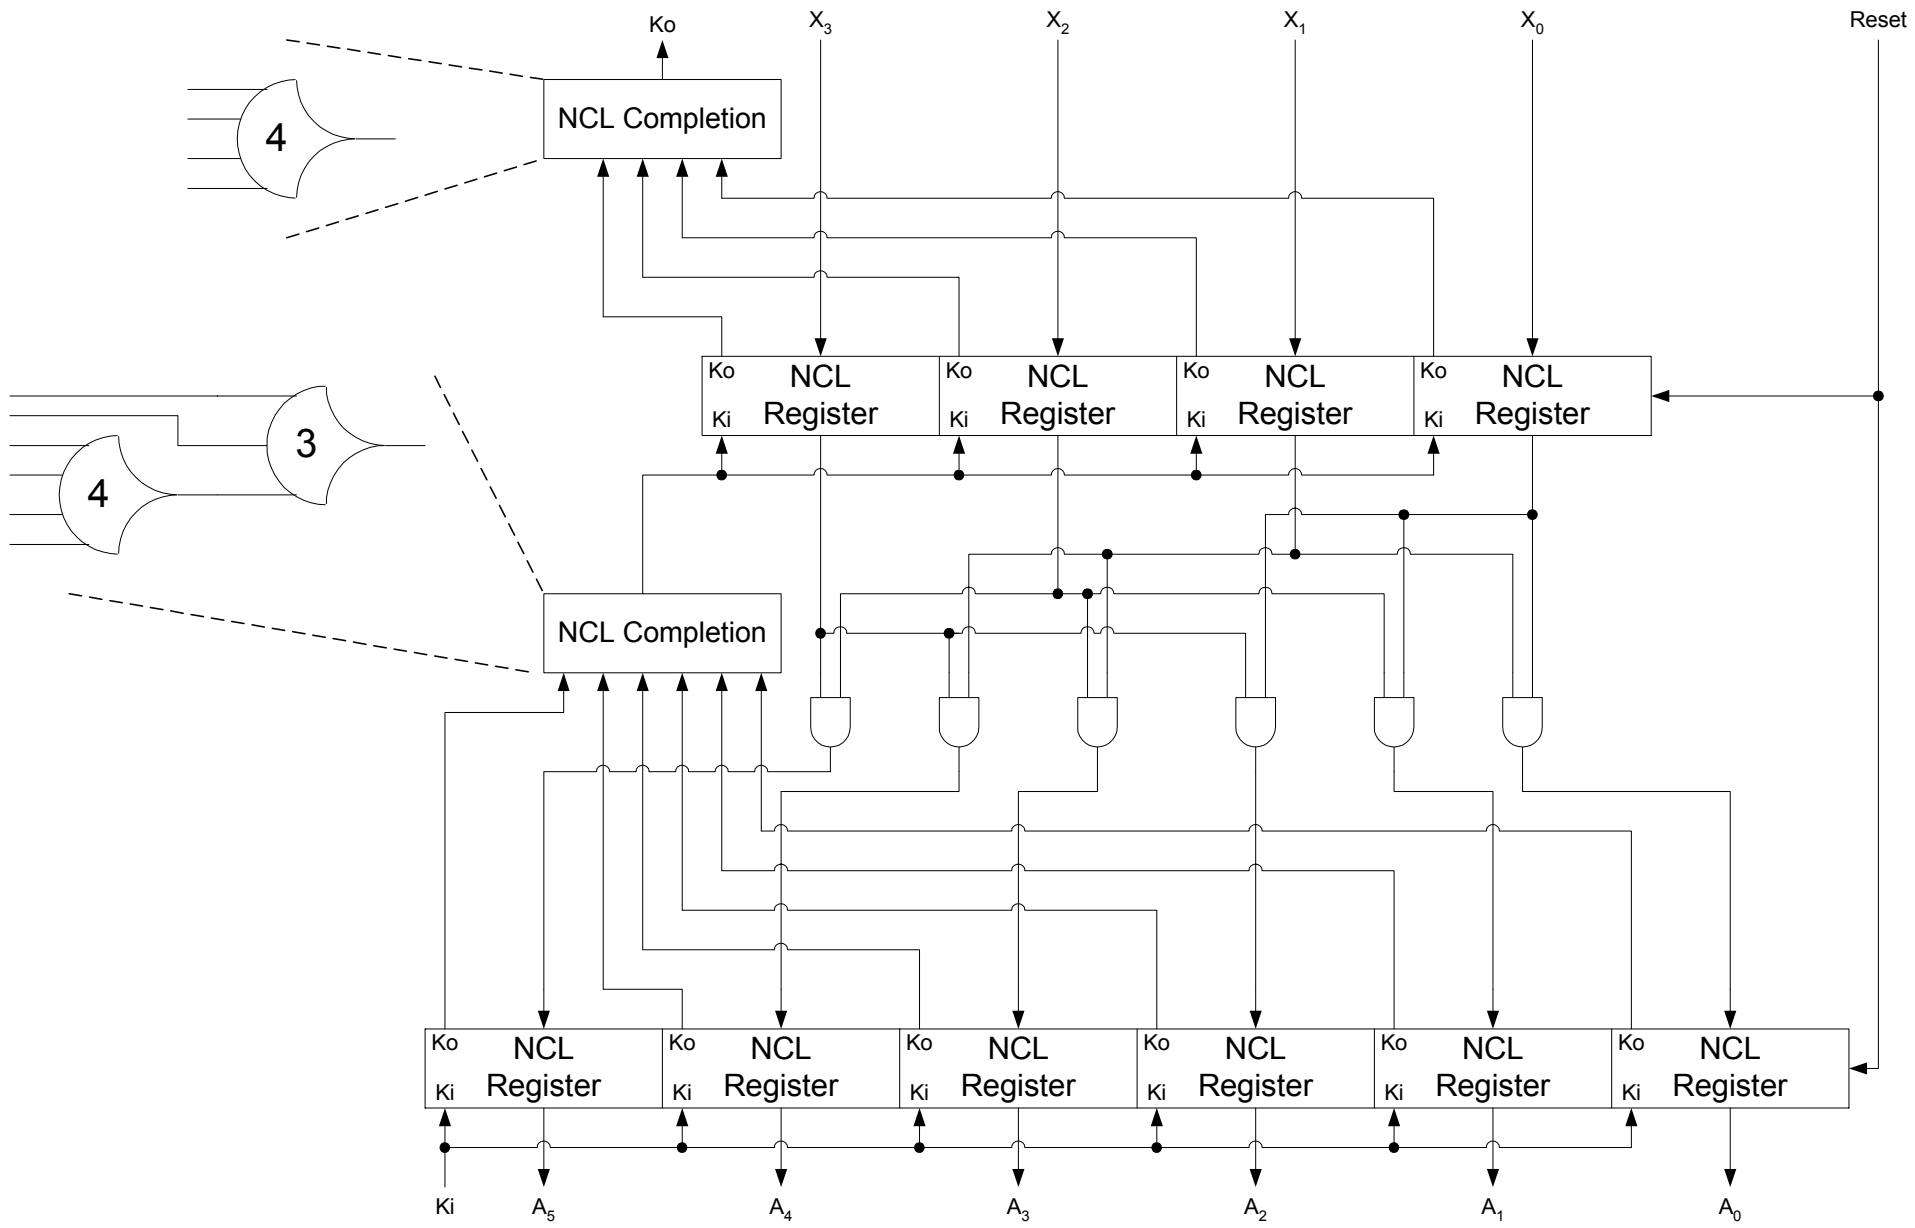 Ko
X3
X2
X1
X0
Reset
NCL Completion
4
Ko
NCL
Register
Ki
Ko
NCL
Register
Ki
Ko
NCL
Register
Ki
Ko
NCL
Register
Ki
3
4
NCL Completion
Ko
NCL
Register
Ki
Ko
NCL
Register
Ki
Ko
NCL
Register
Ki
Ko
NCL
Register
Ki
Ko
NCL
Register
Ki
Ko
NCL
Register
Ki
Ki
A5
A4
A3
A2
A1
A0